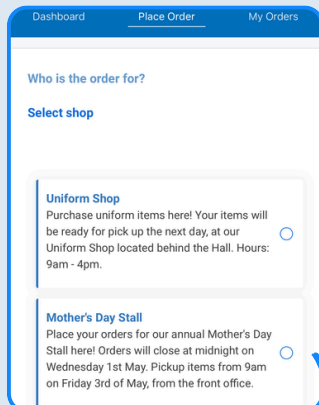 Dashboard Place Order My Orders
Who is the order for?
Select shop
Uniform Shop
Purchase uniform items here! Your items will
be ready for pick up the next day, at our
Uniform Shop located behind the Hall. Hours:
9am - 4pm.
Mother's Day Stall
Place your orders for our annual Mother's Day
Stall here! Orders will close at midnight on
Wednesday 1st May. Pickup items from 9am
on Friday 3rd of May, from the front office.